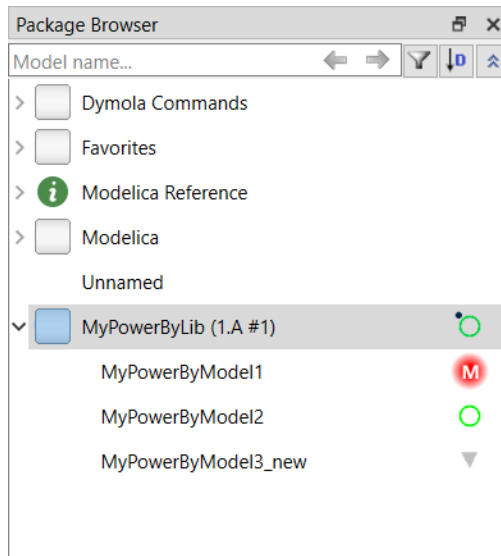 Package Browser
Model name...
D
Dymola Commands
Favorites
i
Modelica Reference
Modelica
Unnamed
MyPowerByLib (1.A #1)
MyPowerByModel1
M
MyPowerByModel2
MyPowerByModel3_new